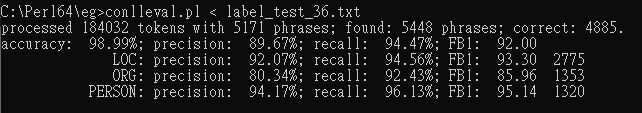 C:\Perl64\eg>conlleval.pl < label_test_36.txt
processed 184032 tokens with 5171 phrases; found: 5448 phrases; correct: 4885.
accuracy:  98.99%; precision:  89.67%; recall:  94.47%; FB1:  92.00
              LOC: precision:  92.07%; recall:  94.56%; FB1:  93.30  2775
              ORG: precision:  80.34%; recall:  92.43%; FB1:  85.96  1353
           PERSON: precision:  94.17%; recall:  96.13%; FB1:  95.14  1320